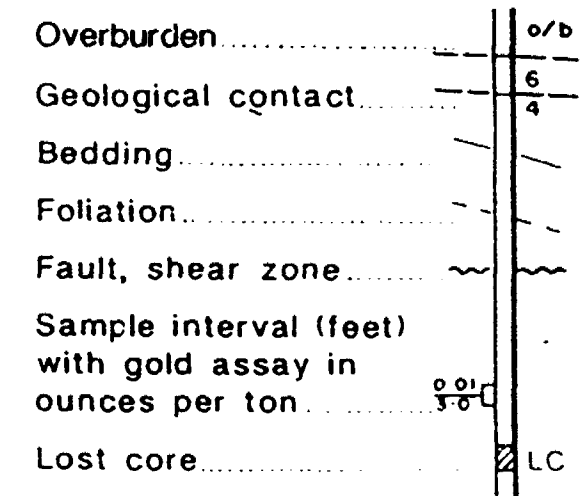 Overburden
o/b
Geological contact
6
4
Bedding
Foliation
Fault, shear zone
Sample interval (feet)
with gold assay in
ounces per ton
0.01
3.0
Lost core
LC